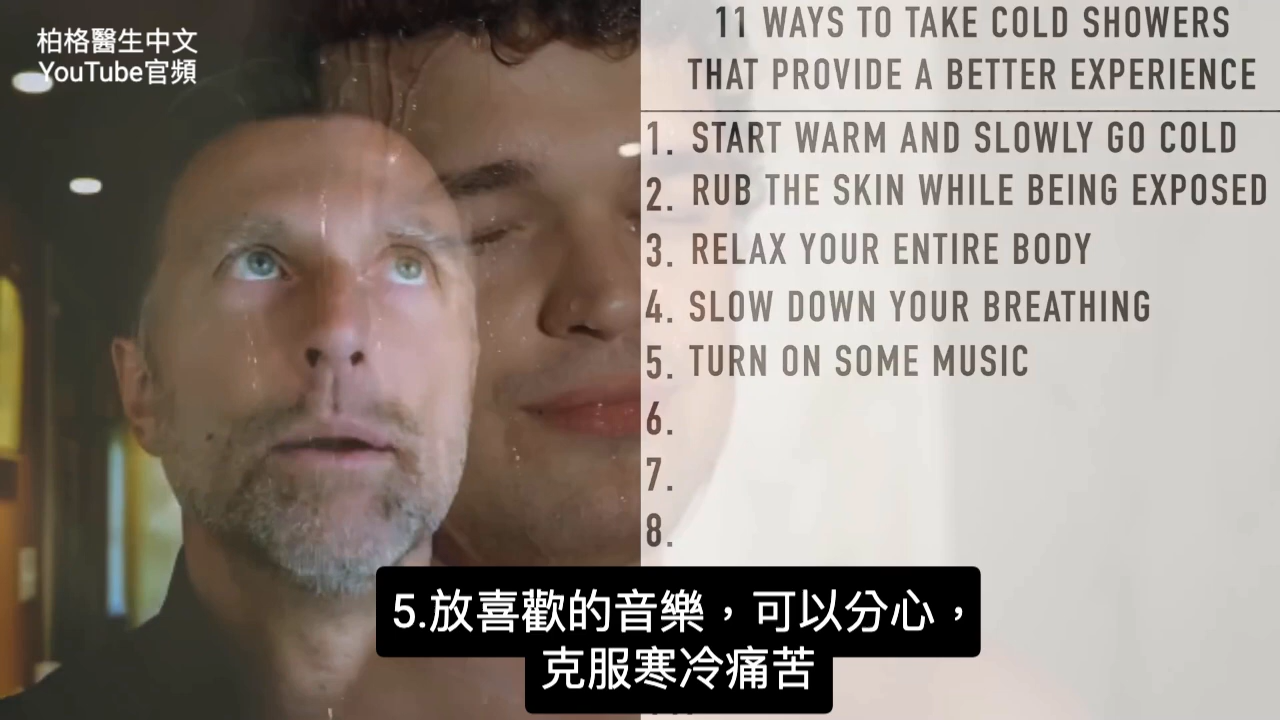 柏格醫生中文
YouTube官頻
11 WAYS TO TAKE COLD SHOWERS
THAT PROVIDE A BETTER EXPERIENCE
1. START WARM AND SLOWLY GO COLD
2. RUB THE SKIN WHILE BEING EXPOSED
3. RELAX YOUR ENTIRE BODY
4. SLOW DOWN YOUR BREATHING
5. TURN ON SOME MUSIC
6.
7.
8.
5.放喜歡的音樂，可以分心，
克服寒冷痛苦